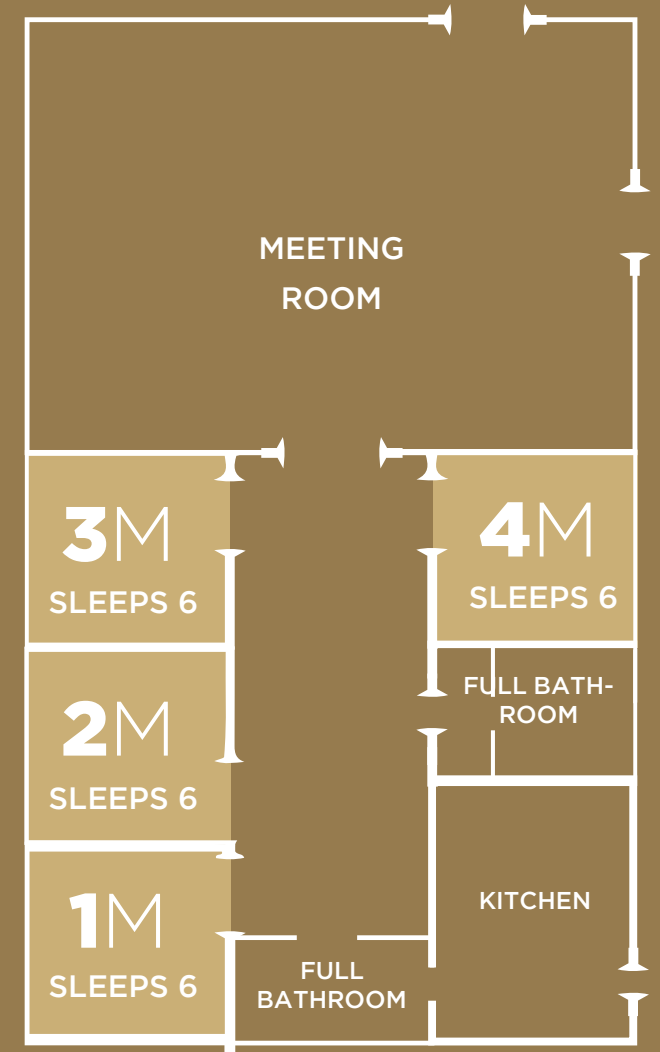 MEETING
ROOM
3M
SLEEPS 6
4M
SLEEPS 6
2M
SLEEPS 6
FULL BATH-
ROOM
1M
SLEEPS 6
KITCHEN
FULL
BATHROOM